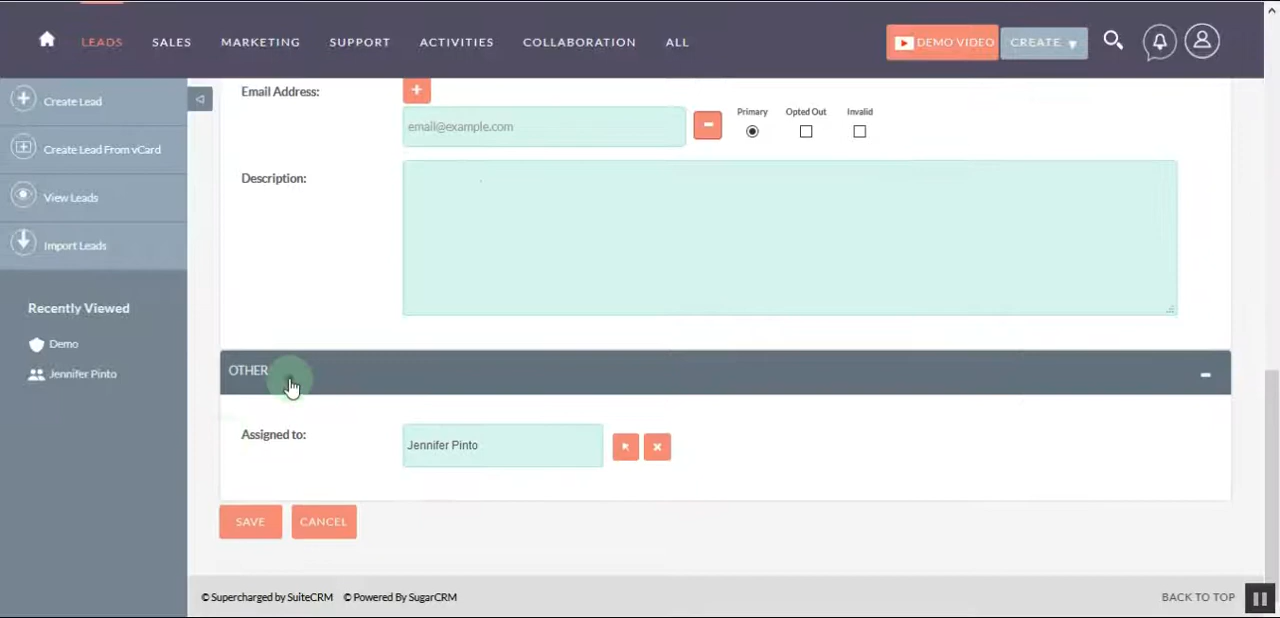 LEADS SALES MARKETING SUPPORT ACTIVITIES COLLABORATION ALL DEMO VIDEO CREATE
Create Lead
Create Lead From vCard
View Leads
Import Leads
Recently Viewed
Demo
Jennifer Pinto
Email Address:
Primary Opted Out Invalid
email@example.com
Description:
OTHER
Assigned to: Jennifer Pinto
SAVE CANCEL
© Supercharged by SuiteCRM © Powered By SugarCRM BACK TO TOP